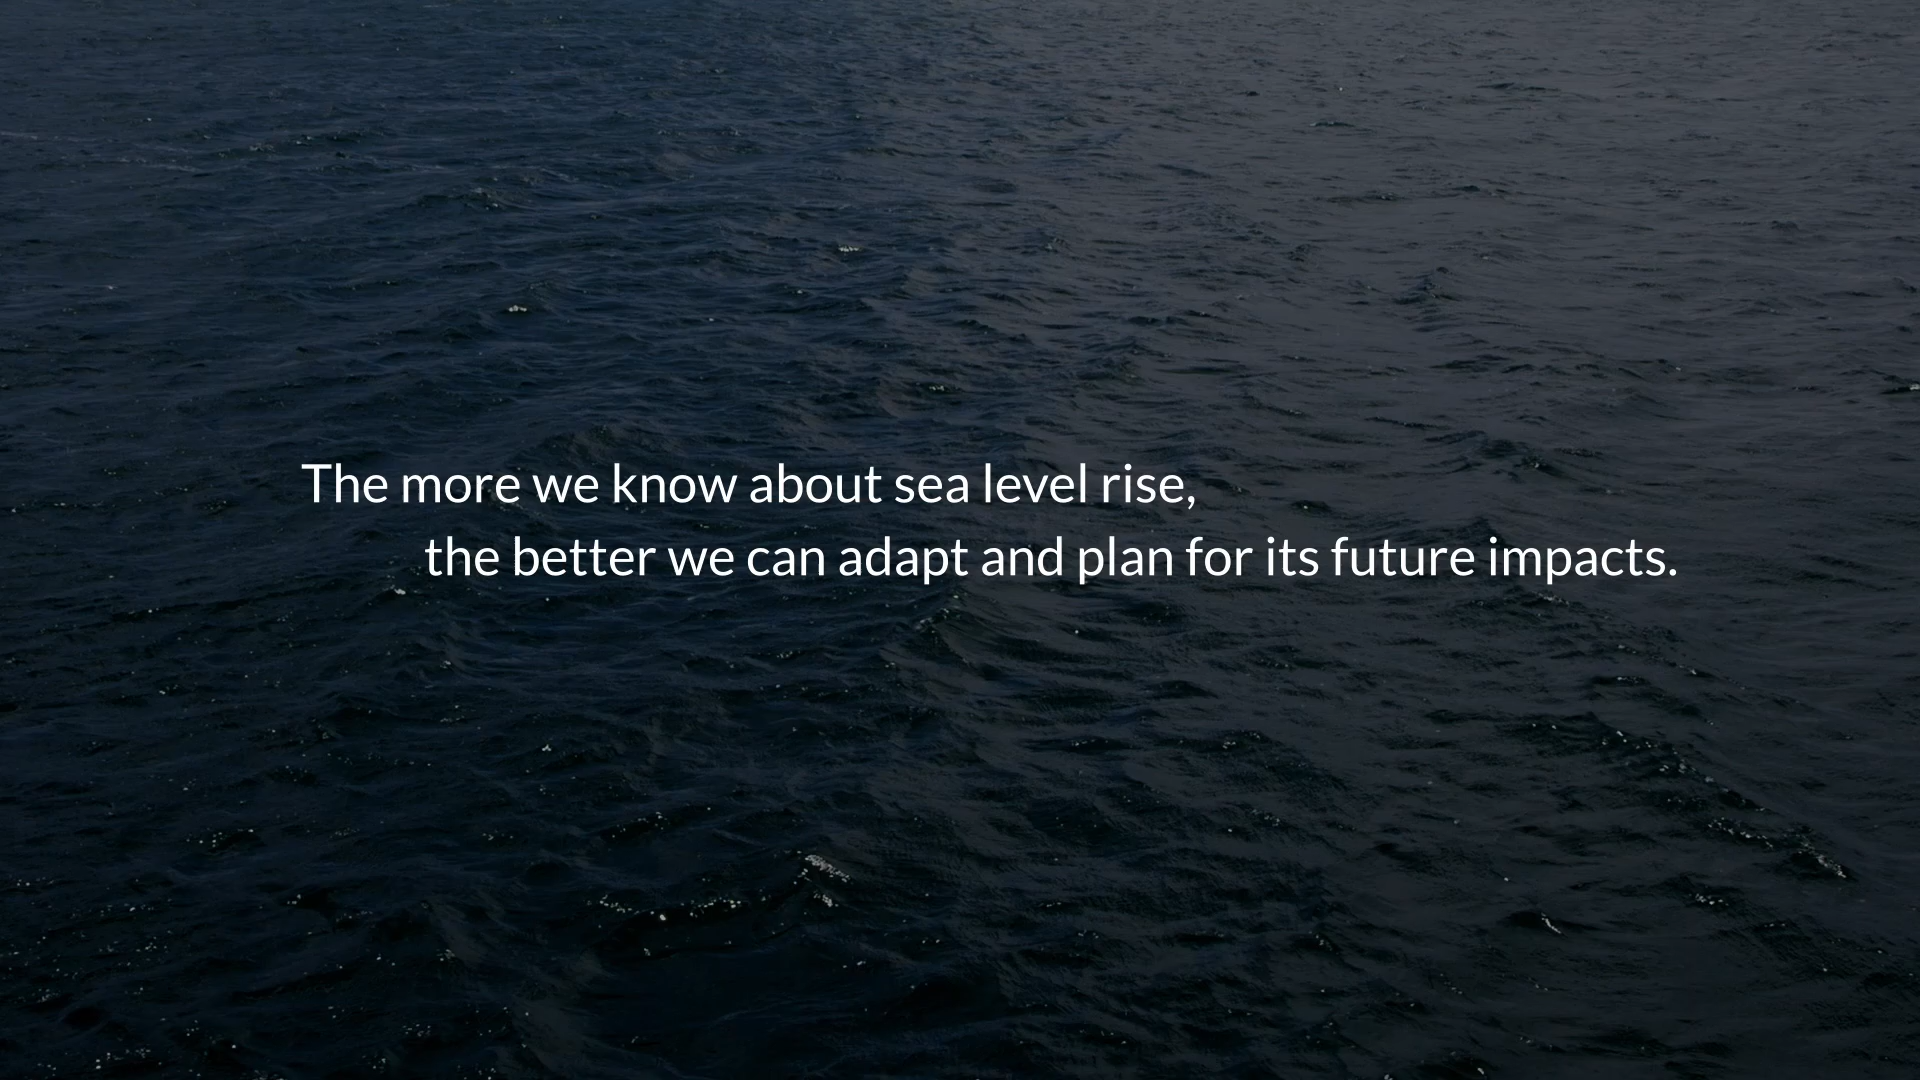 The more we know about sea level rise,
the better we can adapt and plan for its future impacts.